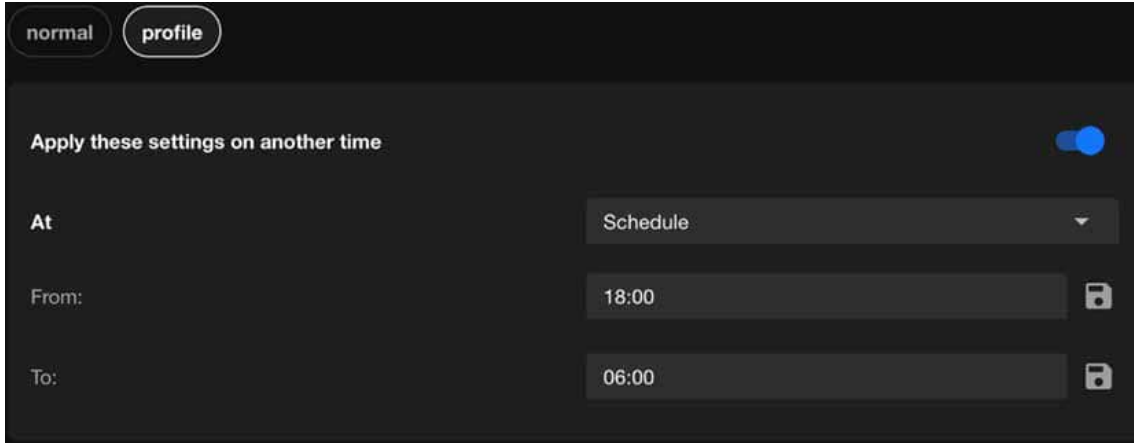 normal profile
Apply these settings on another time
At Schedule
From: 18:00
To: 06:00